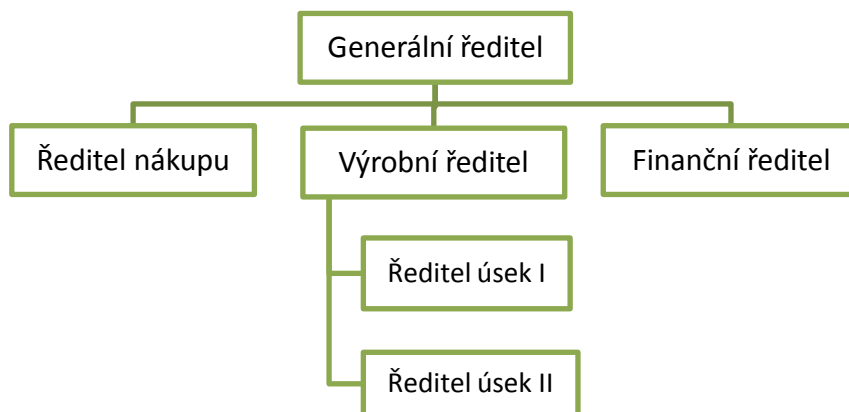 Generální ředitel
Ředitel nákupu
Výrobní ředitel
Finanční ředitel
Ředitel úsek I
Ředitel úsek II